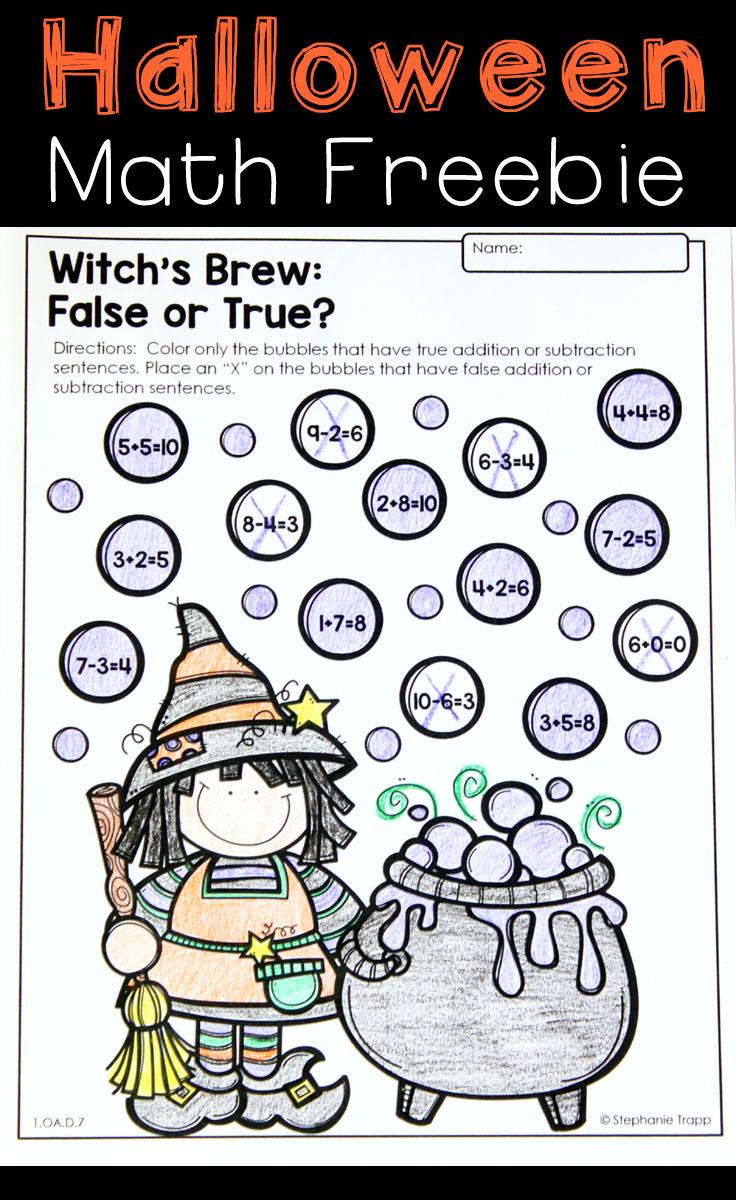 Halloween
Math Freebie
Name:
Witch's Brew:
False or True?
Directions: Color only the bubbles that have true addition or subtraction
sentences. Place an "X" on the bubbles that have false addition or
subtraction sentences.
5+5=10
9-2=6
6-3=4
4+4=8
8-4=3
2+8=10
7-2=5
3+2=5
4+2=6
1+7=8
6+0=0
7-3=4
10-6=3
3+5=8
1.OA.D.7
© Stephanie Trapp